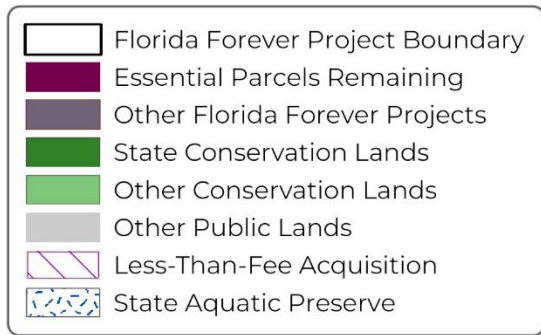 Florida Forever Project Boundary
Essential Parcels Remaining
Other Florida Forever Projects
State Conservation Lands
Other Conservation Lands
Other Public Lands
Less-Than-Fee Acquisition
State Aquatic Preserve